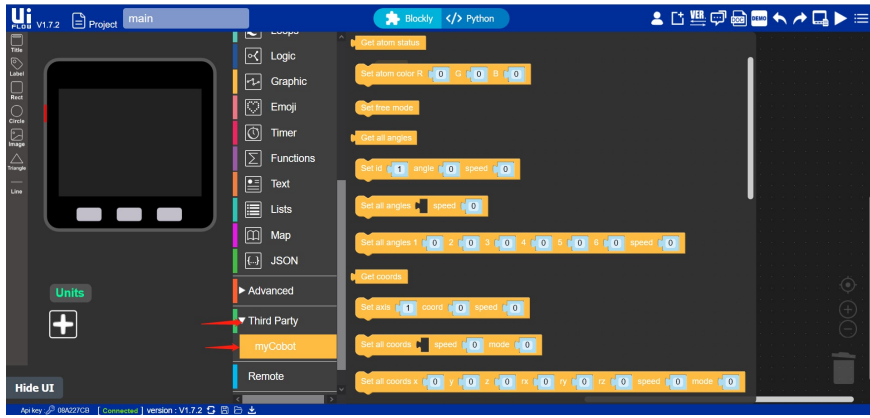 Ui FLOW V1.7.2 Project main Blockly </> Python VER. DOC DEMO
Title
Label
Rect
Circle
Image
Triangle
Line
Units
Hide UI
Loops
Logic
Graphic
Emoji
Timer
Functions
Text
Lists
Map
JSON
Advanced
Third Party
myCobot
Remote
Get atom status
Set atom color R 0 G 0 B 0
Set free mode
Get all angles
Set id 1 angle 0 speed 0
Set all angles speed 0
Set all angles 1 0 2 0 3 0 4 0 5 0 6 0 speed 0
Get coords
Set axis 1 coord 0 speed 0
Set all coords speed 0 mode 0
Set all coords x 0 y 0 z 0 rx 0 ry 0 rz 0 speed 0 mode 0
Api key : 08A227CB [ Connected ] version : V1.7.2